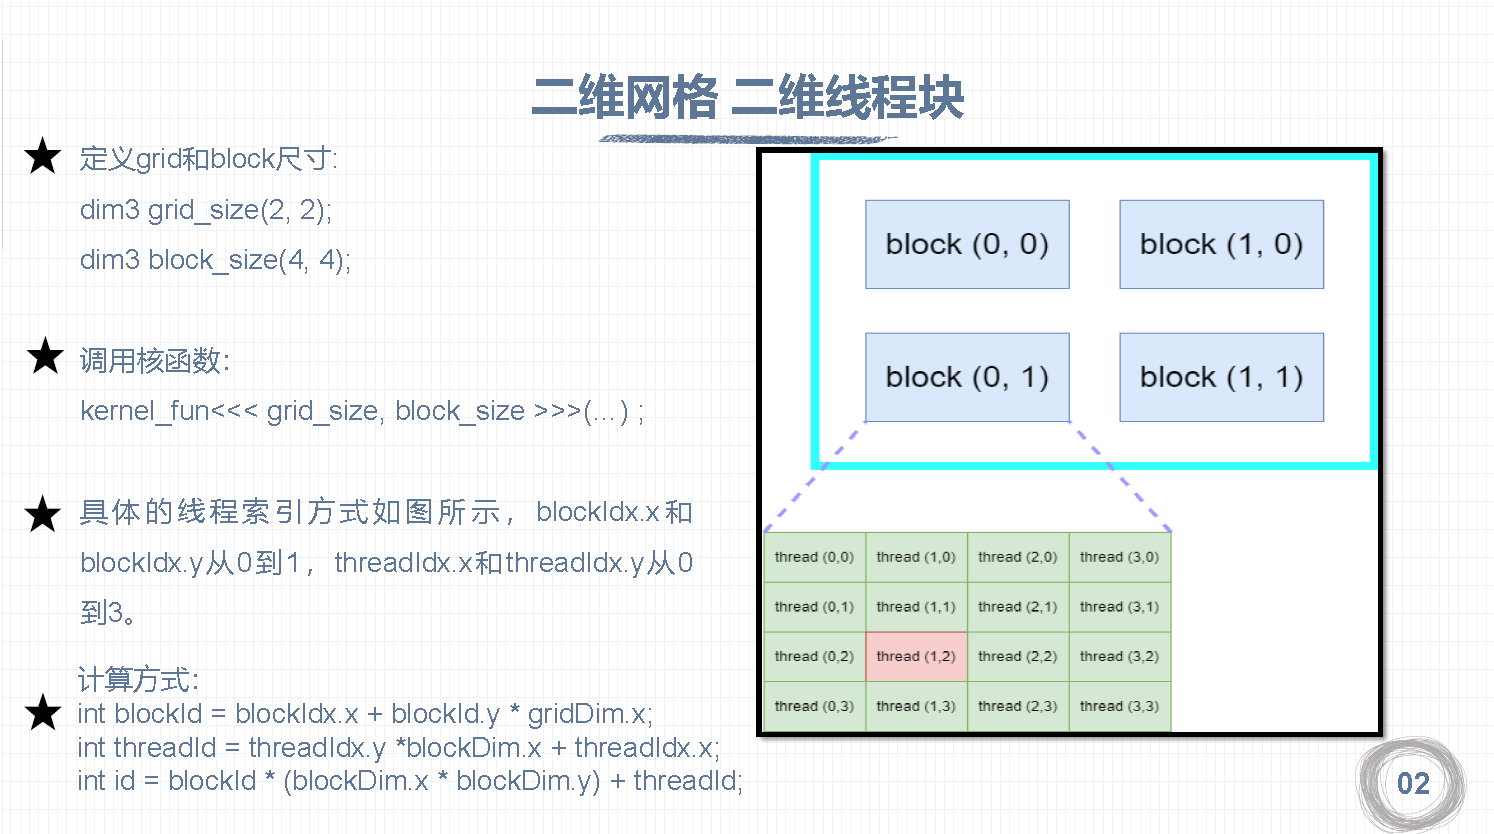 二维网格 二维线程块
定义grid和block尺寸:
dim3 grid_size(2, 2);
dim3 block_size(4, 4);
调用核函数:
kernel_fun<<< grid_size, block_size >>>(…) ;
具体的线程索引方式如图所示，blockIdx.x和
blockIdx.y从0到1，threadIdx.x和threadIdx.y从0
到3。
计算方式:
int blockId = blockIdx.x + blockId.y * gridDim.x;
int threadId = threadIdx.y *blockDim.x + threadIdx.x;
int id = blockId * (blockDim.x * blockDim.y) + threadId;
block (0, 0) block (1, 0)
block (0, 1) block (1, 1)
thread (0,0) thread (1,0) thread (2,0) thread (3,0)
thread (0,1) thread (1,1) thread (2,1) thread (3,1)
thread (0,2) thread (1,2) thread (2,2) thread (3,2)
thread (0,3) thread (1,3) thread (2,3) thread (3,3)
02